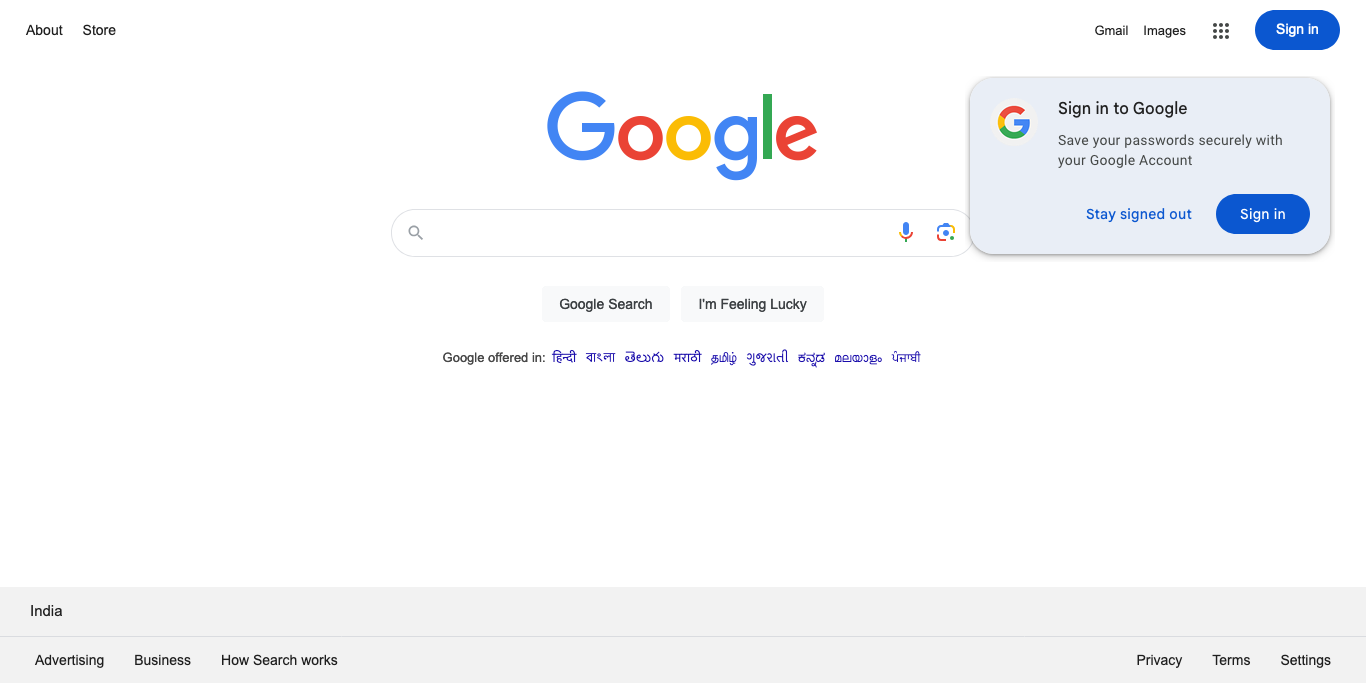 About Store
Gmail Images Sign in
Google
Sign in to Google
Save your passwords securely with
your Google Account
Stay signed out Sign in
Google Search I'm Feeling Lucky
Google offered in: हिन्दी বাংলা తెలుగు मराठी தமிழ் ગુજરાતી ಕನ್ನಡ മലയാളം ਪੰਜਾਬੀ
India
Advertising Business How Search works
Privacy Terms Settings